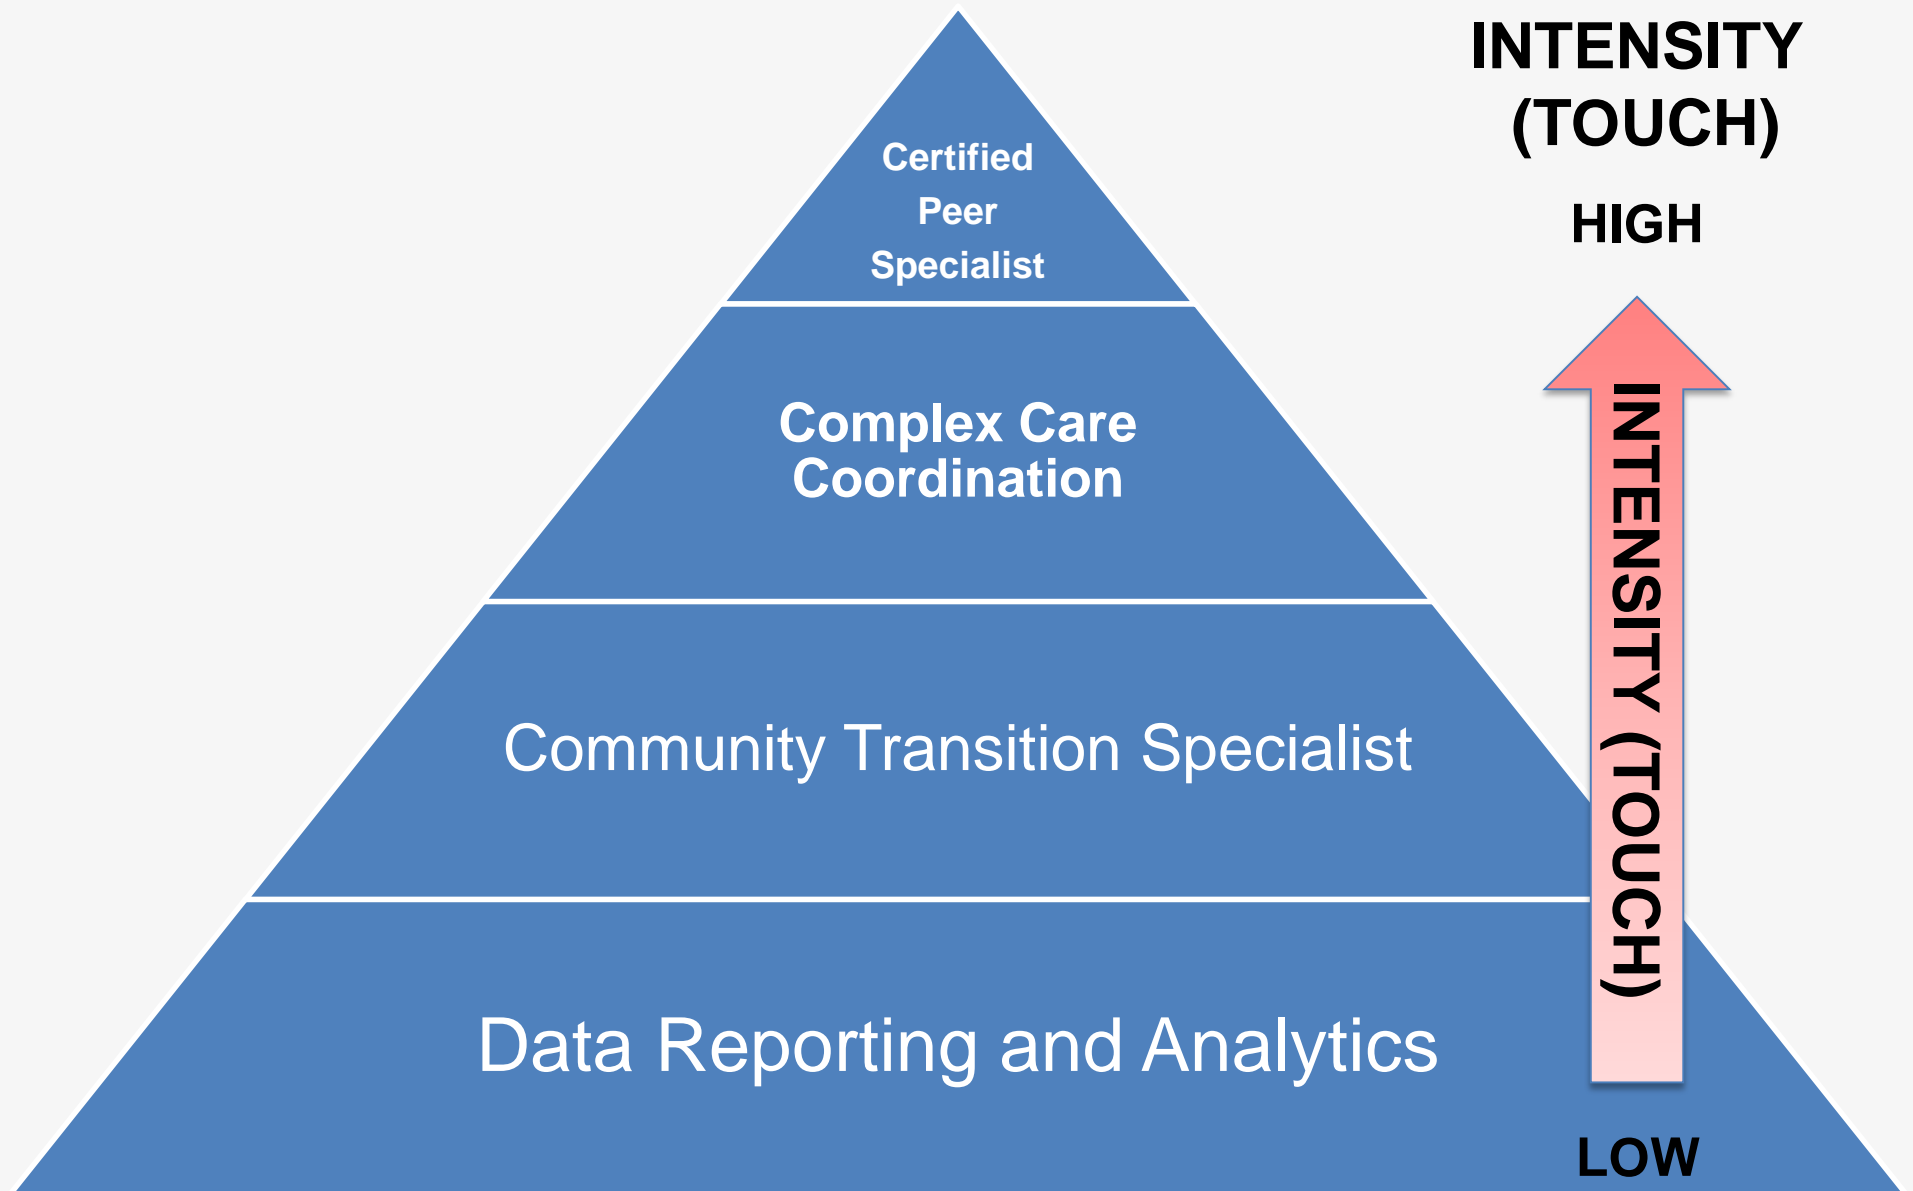 INTENSITY
(TOUCH)
HIGH
Certified
Peer
Specialist
Complex Care
Coordination
Community Transition Specialist
Data Reporting and Analytics
INTENSITY (TOUCH)
LOW